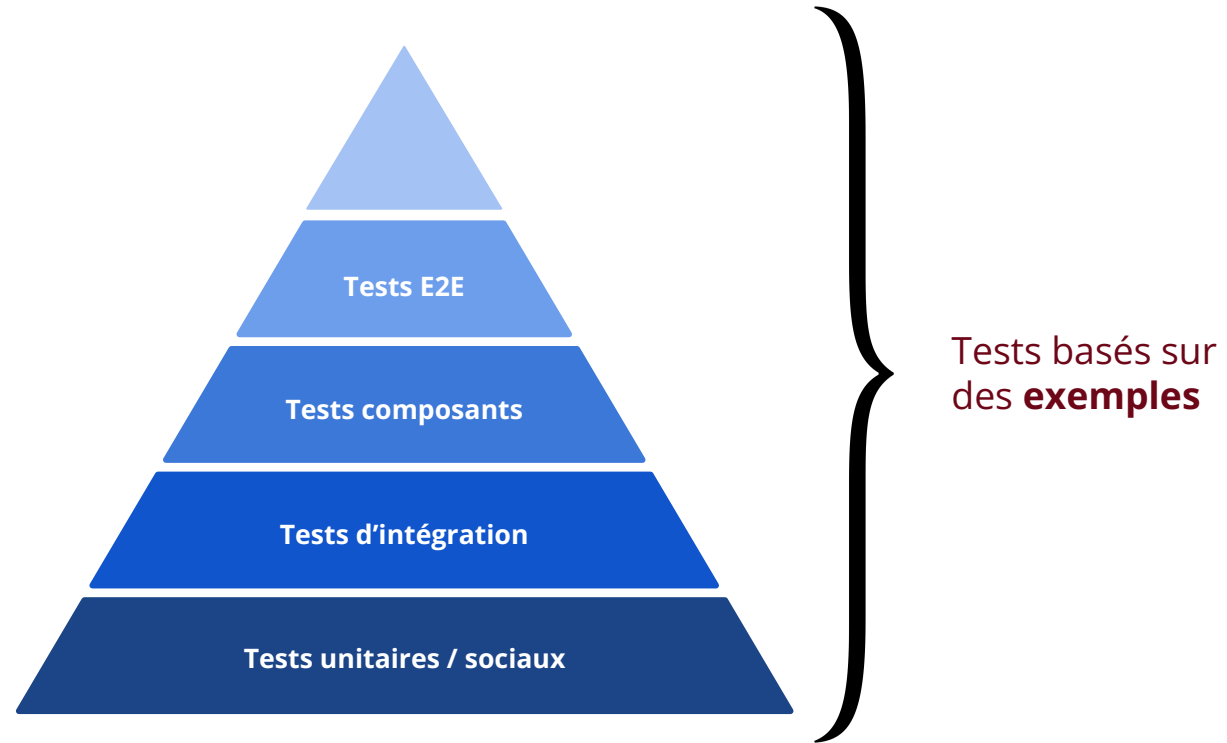 Tests E2E
Tests composants
Tests d’intégration
Tests unitaires / sociaux
Tests basés sur
des exemples